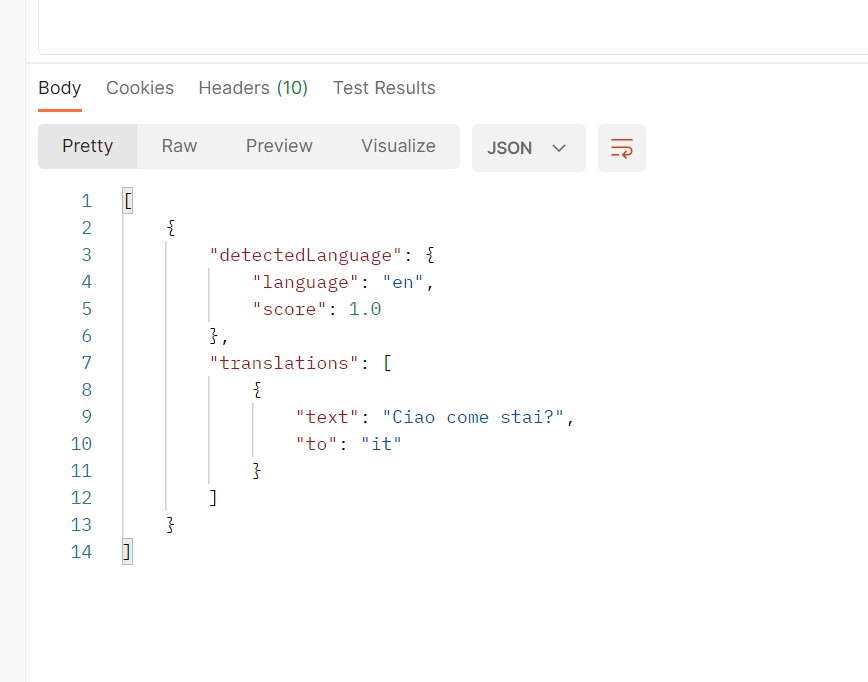 Body Cookies Headers (10) Test Results
Pretty Raw Preview Visualize JSON
1 [
2 {
3 "detectedLanguage": {
4 "language": "en",
5 "score": 1.0
6 },
7 "translations": [
8 {
9 "text": "Ciao come stai?",
10 "to": "it"
11 }
12 ]
13 }
14 ]